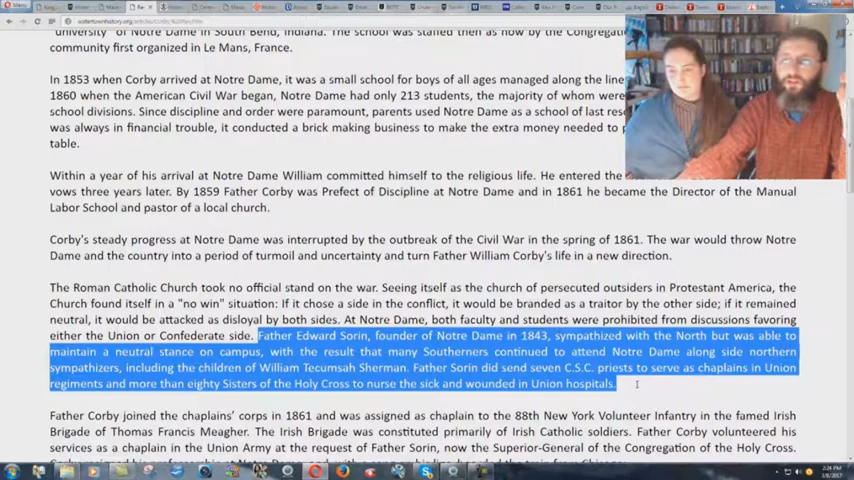 Menu
watertownhistory.org
"university" of Notre Dame in South Bend, Indiana. The school was staffed then as now by the Congregation
community first organized in Le Mans, France.
In 1853 when Corby arrived at Notre Dame, it was a small school for boys of all ages managed along the line
1860 when the American Civil War began, Notre Dame had only 213 students, the majority of whom were
school divisions. Since discipline and order were paramount, parents used Notre Dame as a school of last res
was always in financial trouble, it conducted a brick making business to make the extra money needed to p
table.
Within a year of his arrival at Notre Dame William committed himself to the religious life. He entered the
vows three years later. By 1859 Father Corby was Prefect of Discipline at Notre Dame and in 1861 he became the Director of the Manual
Labor School and pastor of a local church.
Corby's steady progress at Notre Dame was interrupted by the outbreak of the Civil War in the spring of 1861. The war would throw Notre
Dame and the country into a period of turmoil and uncertainty and turn Father William Corby's life in a new direction.
The Roman Catholic Church took no official stand on the war. Seeing itself as the church of persecuted outsiders in Protestant America, the
Church found itself in a "no win" situation: If it chose a side in the conflict, it would be branded as a traitor by the other side; if it remained
neutral, it would be attacked as disloyal by both sides. At Notre Dame, both faculty and students were prohibited from discussions favoring
either the Union or Confederate side. Father Edward Sorin, founder of Notre Dame in 1843, sympathized with the North but was able to
maintain a neutral stance on campus, with the result that many Southerners continued to attend Notre Dame along side northern
sympathizers, including the children of William Tecumsah Sherman. Father Sorin did send seven C.S.C. priests to serve as chaplains in Union
regiments and more than eighty Sisters of the Holy Cross to nurse the sick and wounded in Union hospitals.
Father Corby joined the chaplains' corps in 1861 and was assigned as chaplain to the 88th New York Volunteer Infantry in the famed Irish
Brigade of Thomas Francis Meagher. The Irish Brigade was constituted primarily of Irish Catholic soldiers. Father Corby volunteered his
services as a chaplain in the Union Army at the request of Father Sorin, now the Superior-General of the Congregation of the Holy Cross.
2:24 PM
3/8/2017